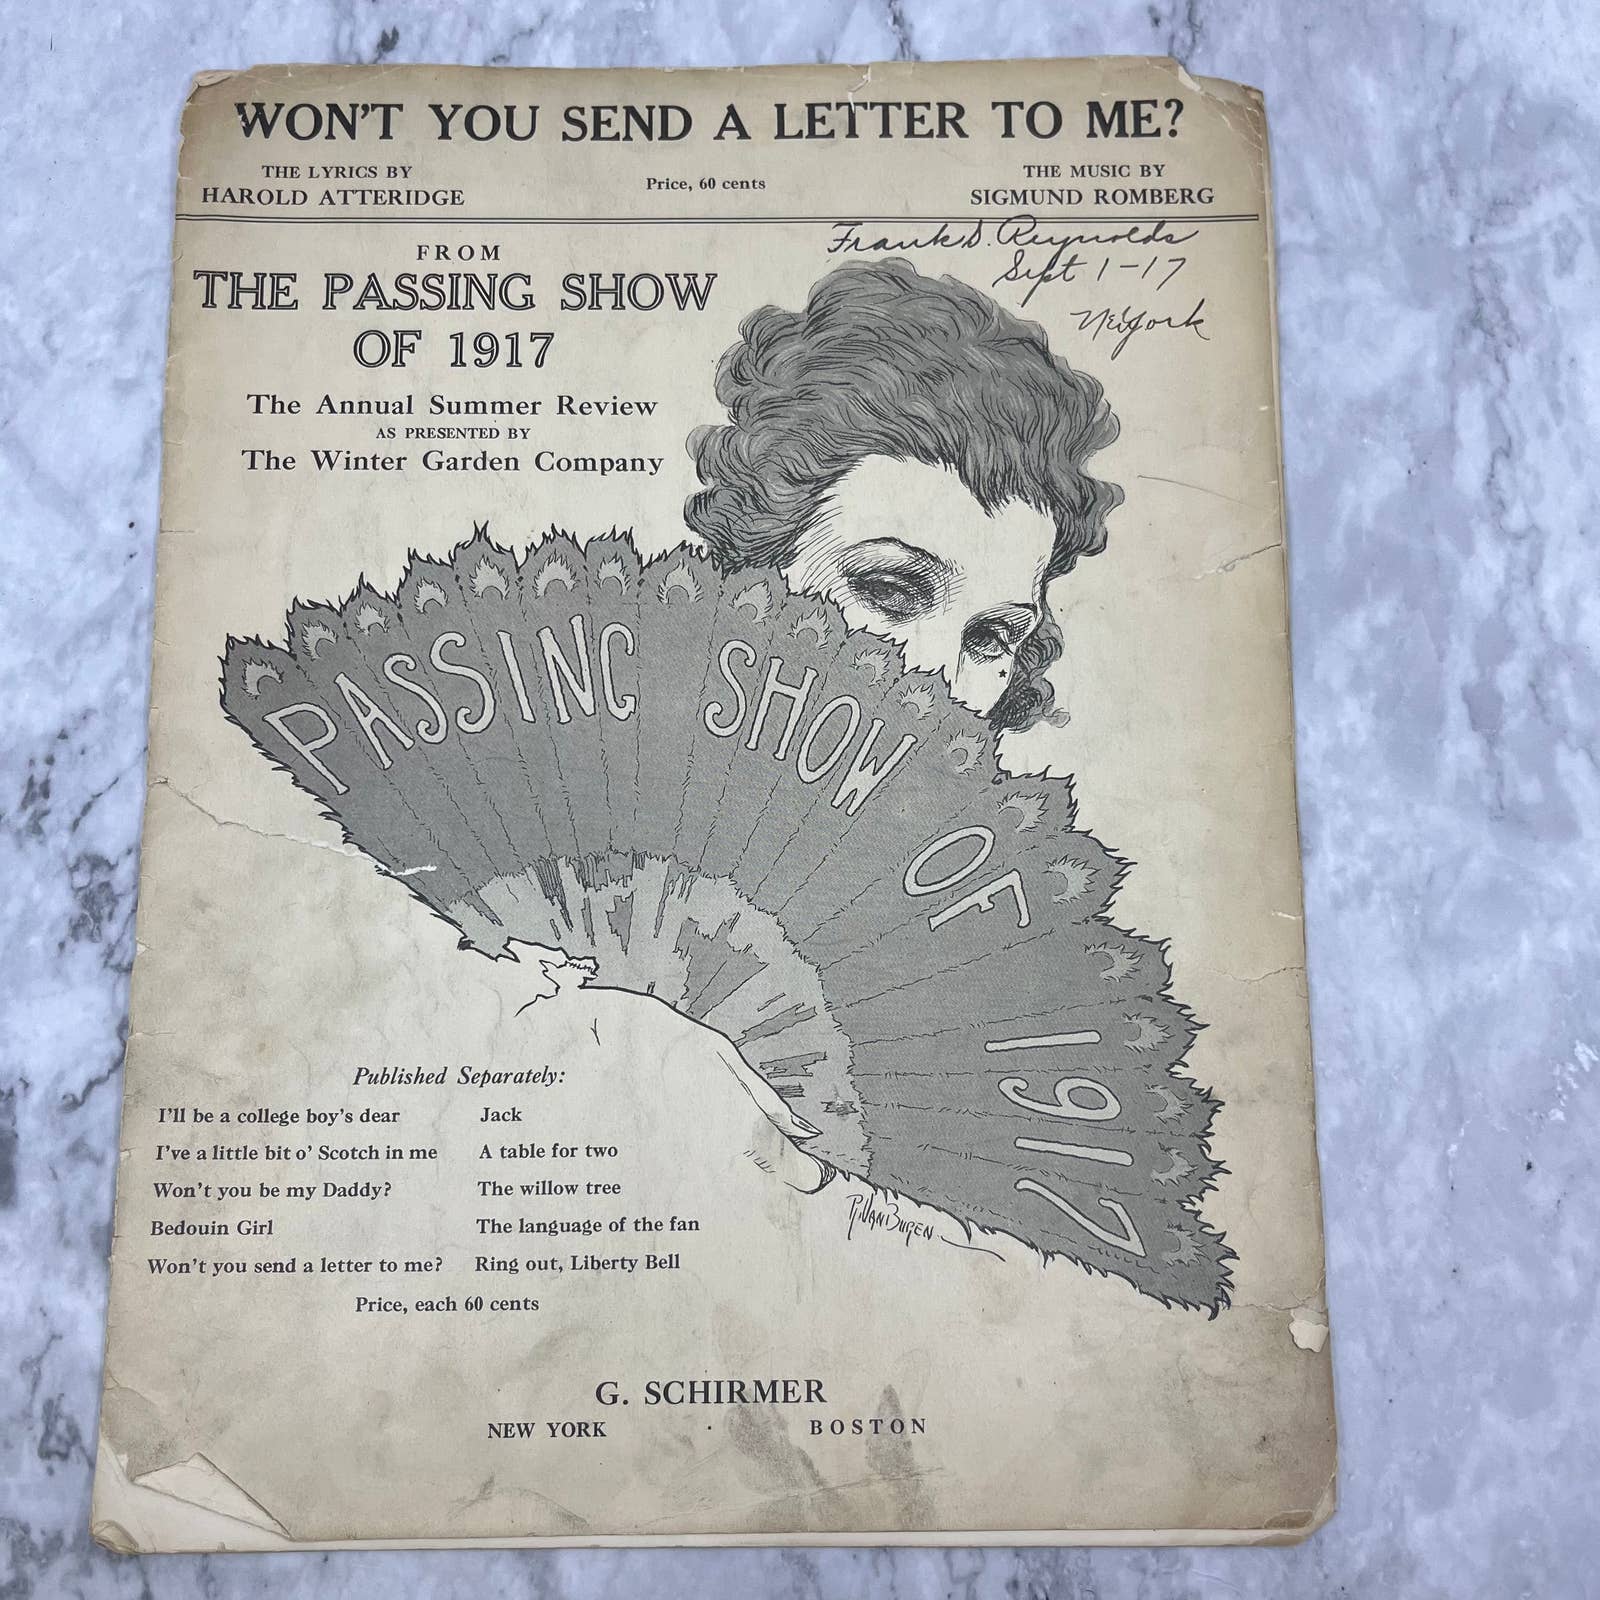 WON'T YOU SEND A LETTER TO ME?
THE LYRICS BY
HAROLD ATTERIDGE
Price, 60 cents
THE MUSIC BY
SIGMUND ROMBERG
Frank D. Reynolds
Sept 1-17
New York
FROM
THE PASSING SHOW
OF 1917
The Annual Summer Review
AS PRESENTED BY
The Winter Garden Company
PASSING SHOW OF 1917
R. VAN BUREN
Published Separately:
I'll be a college boy's dear
I've a little bit o' Scotch in me
Won't you be my Daddy?
Bedouin Girl
Won't you send a letter to me?
Jack
A table for two
The willow tree
The language of the fan
Ring out, Liberty Bell
Price, each 60 cents
G. SCHIRMER
NEW YORK · BOSTON